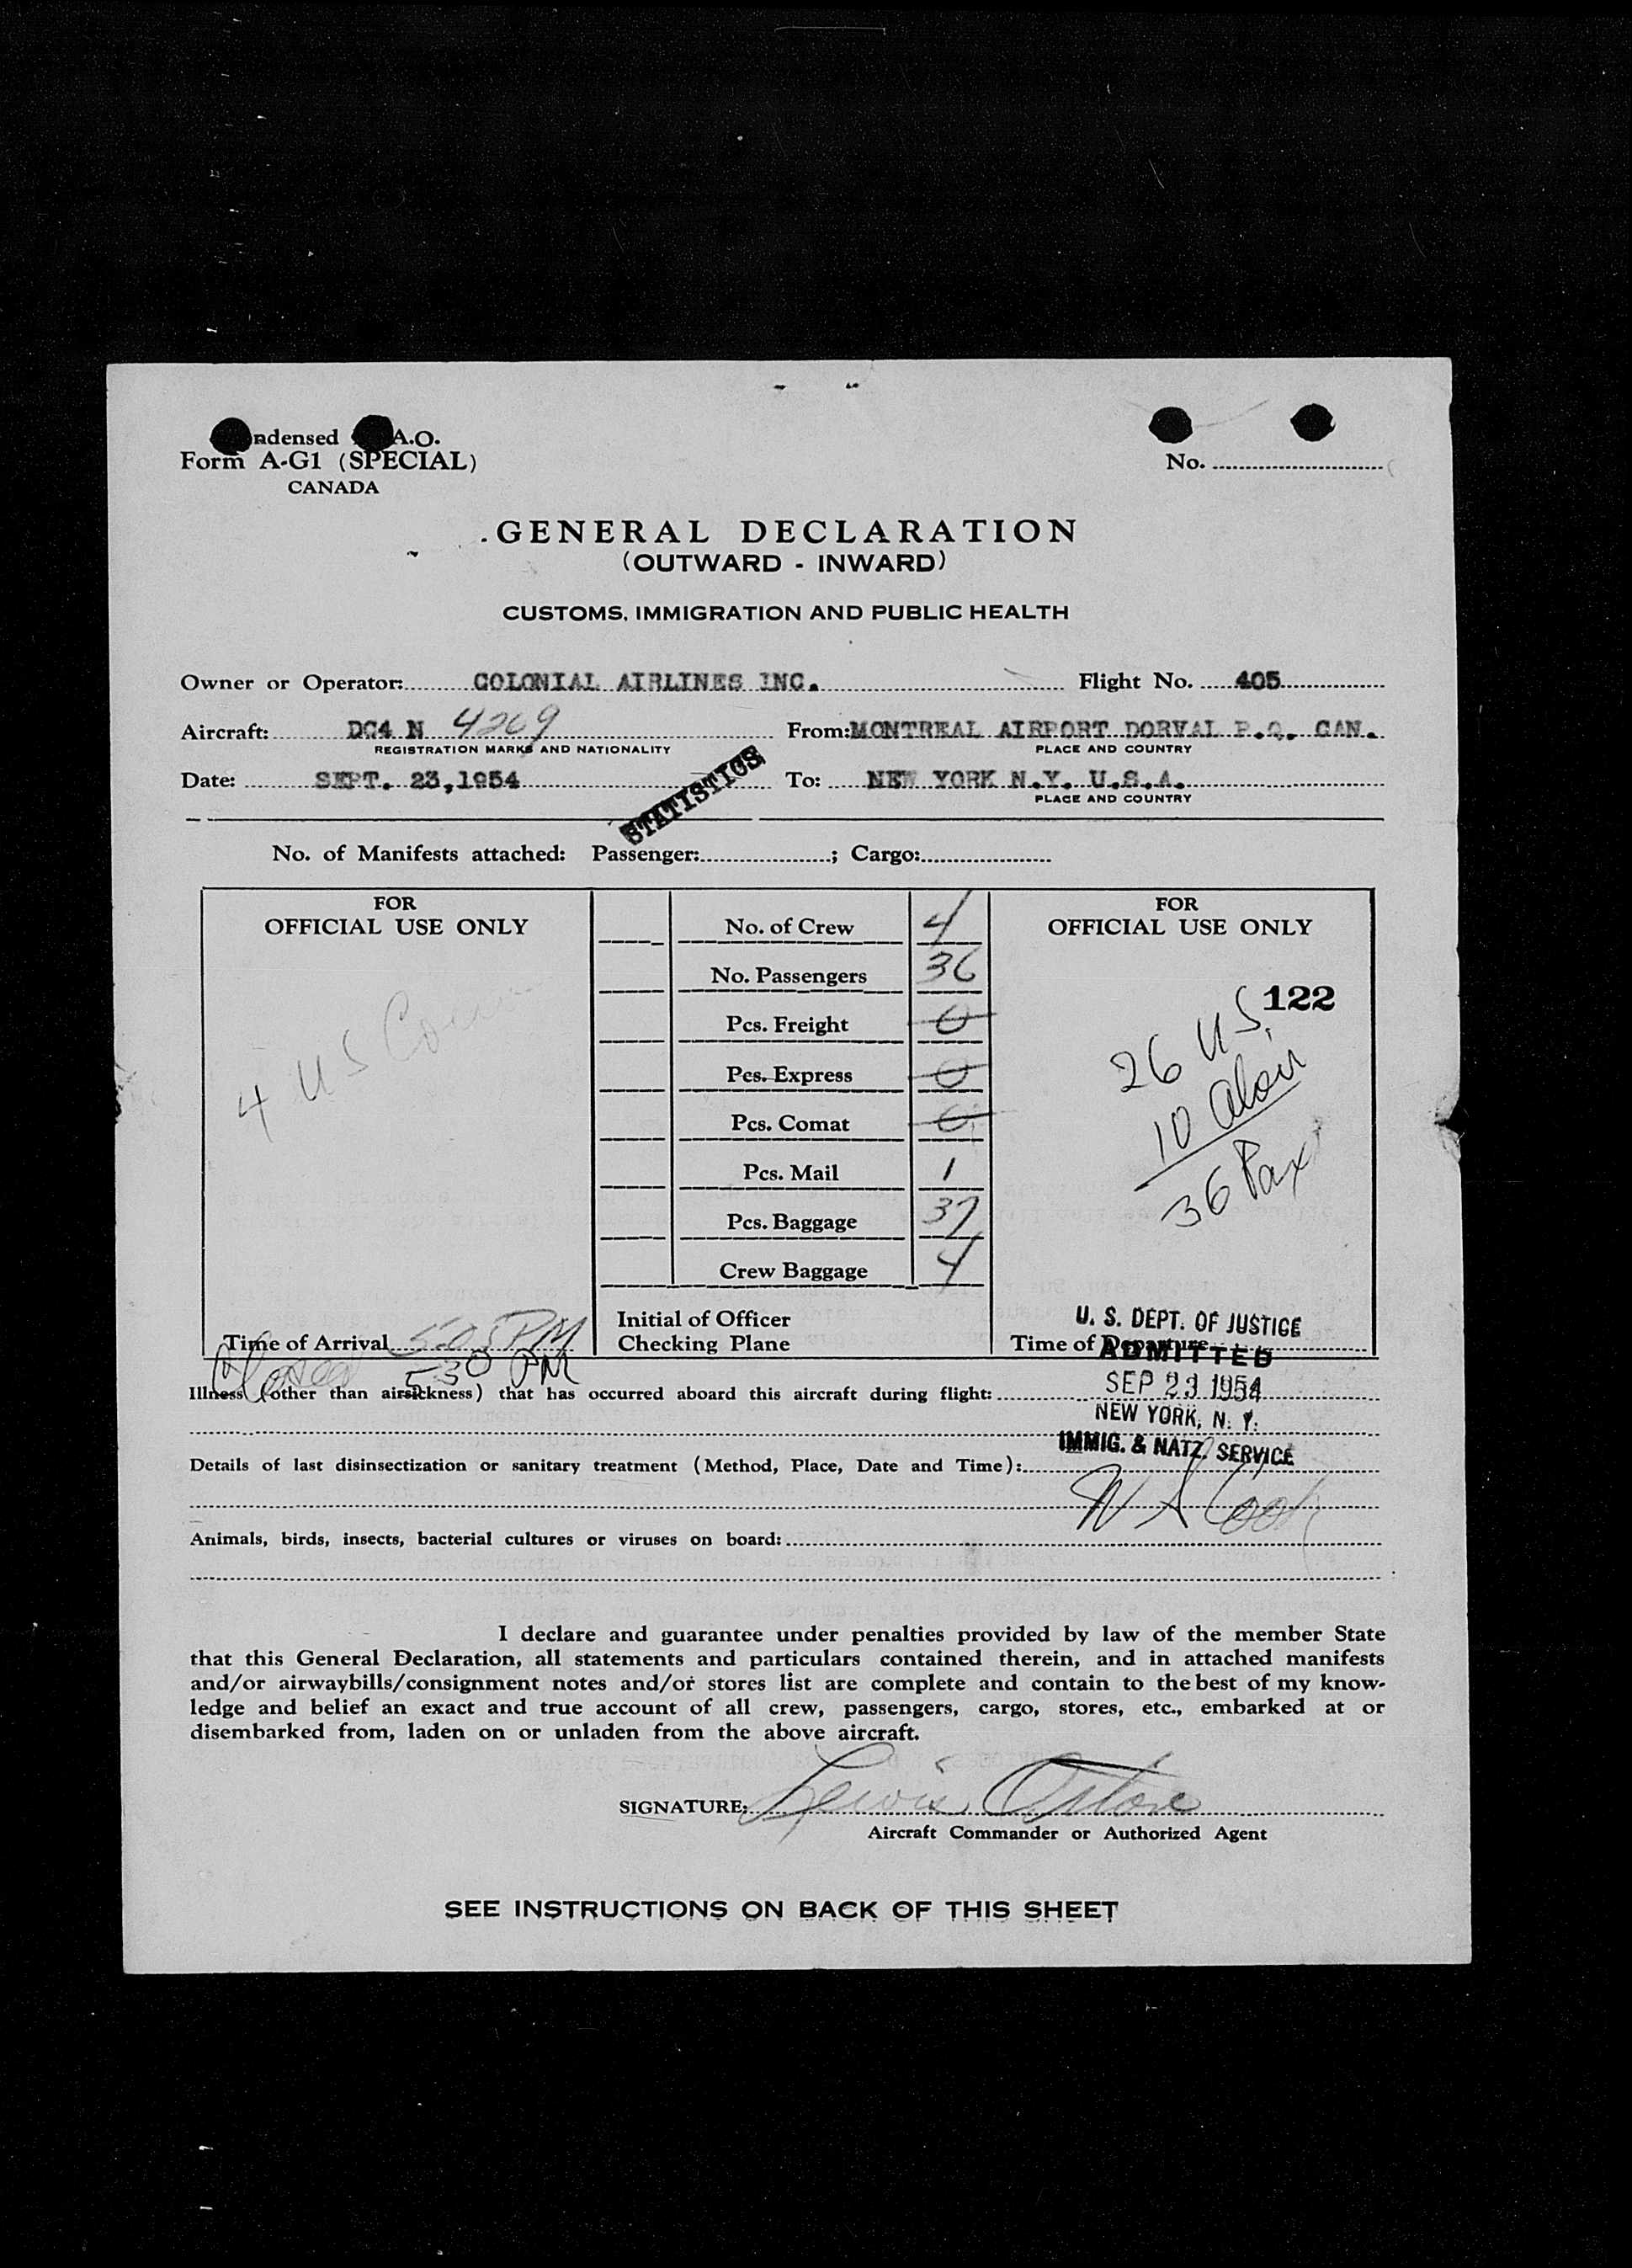 ndensed A.O.
Form A-G1 (SPECIAL)
CANADA
No.
GENERAL DECLARATION
(OUTWARD - INWARD)
CUSTOMS, IMMIGRATION AND PUBLIC HEALTH
Owner or Operator: COLONIAL AIRLINES INC. Flight No. 405
Aircraft: DC4 N 4269 From: MONTREAL AIRPORT DORVAL P.Q. CAN.
REGISTRATION MARKS AND NATIONALITY PLACE AND COUNTRY
Date: SEPT. 23,1954 To: NEW YORK N.Y. U.S.A.
PLACE AND COUNTRY
STATISTICS
No. of Manifests attached: Passenger: ; Cargo:
FOR
OFFICIAL USE ONLY
4 US
No. of Crew 4
No. Passengers 36
Pcs. Freight 0
Pcs. Express 0
Pcs. Comat 0
Pcs. Mail 1
Pcs. Baggage 37
Crew Baggage 4
FOR
OFFICIAL USE ONLY
122
26 US,
10
36 Pax
Time of Arrival 505 PM
Closed 530 PM
Initial of Officer
Checking Plane
Time of Departure
U. S. DEPT. OF JUSTICE
ADMITTED
SEP 23 1954
NEW YORK, N. Y.
IMMIG. & NATZ. SERVICE
Illness (other than airsickness) that has occurred aboard this aircraft during flight:
Details of last disinsectization or sanitary treatment (Method, Place, Date and Time):
Animals, birds, insects, bacterial cultures or viruses on board:
I declare and guarantee under penalties provided by law of the member State
that this General Declaration, all statements and particulars contained therein, and in attached manifests
and/or airwaybills/consignment notes and/or stores list are complete and contain to the best of my know-
ledge and belief an exact and true account of all crew, passengers, cargo, stores, etc., embarked at or
disembarked from, laden on or unladen from the above aircraft.
SIGNATURE: Lewis
Aircraft Commander or Authorized Agent
SEE INSTRUCTIONS ON BACK OF THIS SHEET